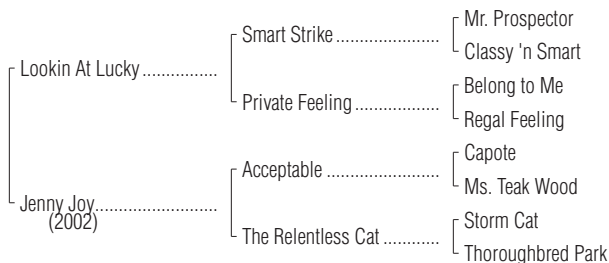 Mr. Prospector
Smart Strike ...................
Classy 'n Smart
Lookin At Lucky ...............
Belong to Me
Private Feeling ..................
Regal Feeling
Capote
Acceptable .....................
Ms. Teak Wood
Jenny Joy........................
(2002)
Storm Cat
The Relentless Cat ............
Thoroughbred Park